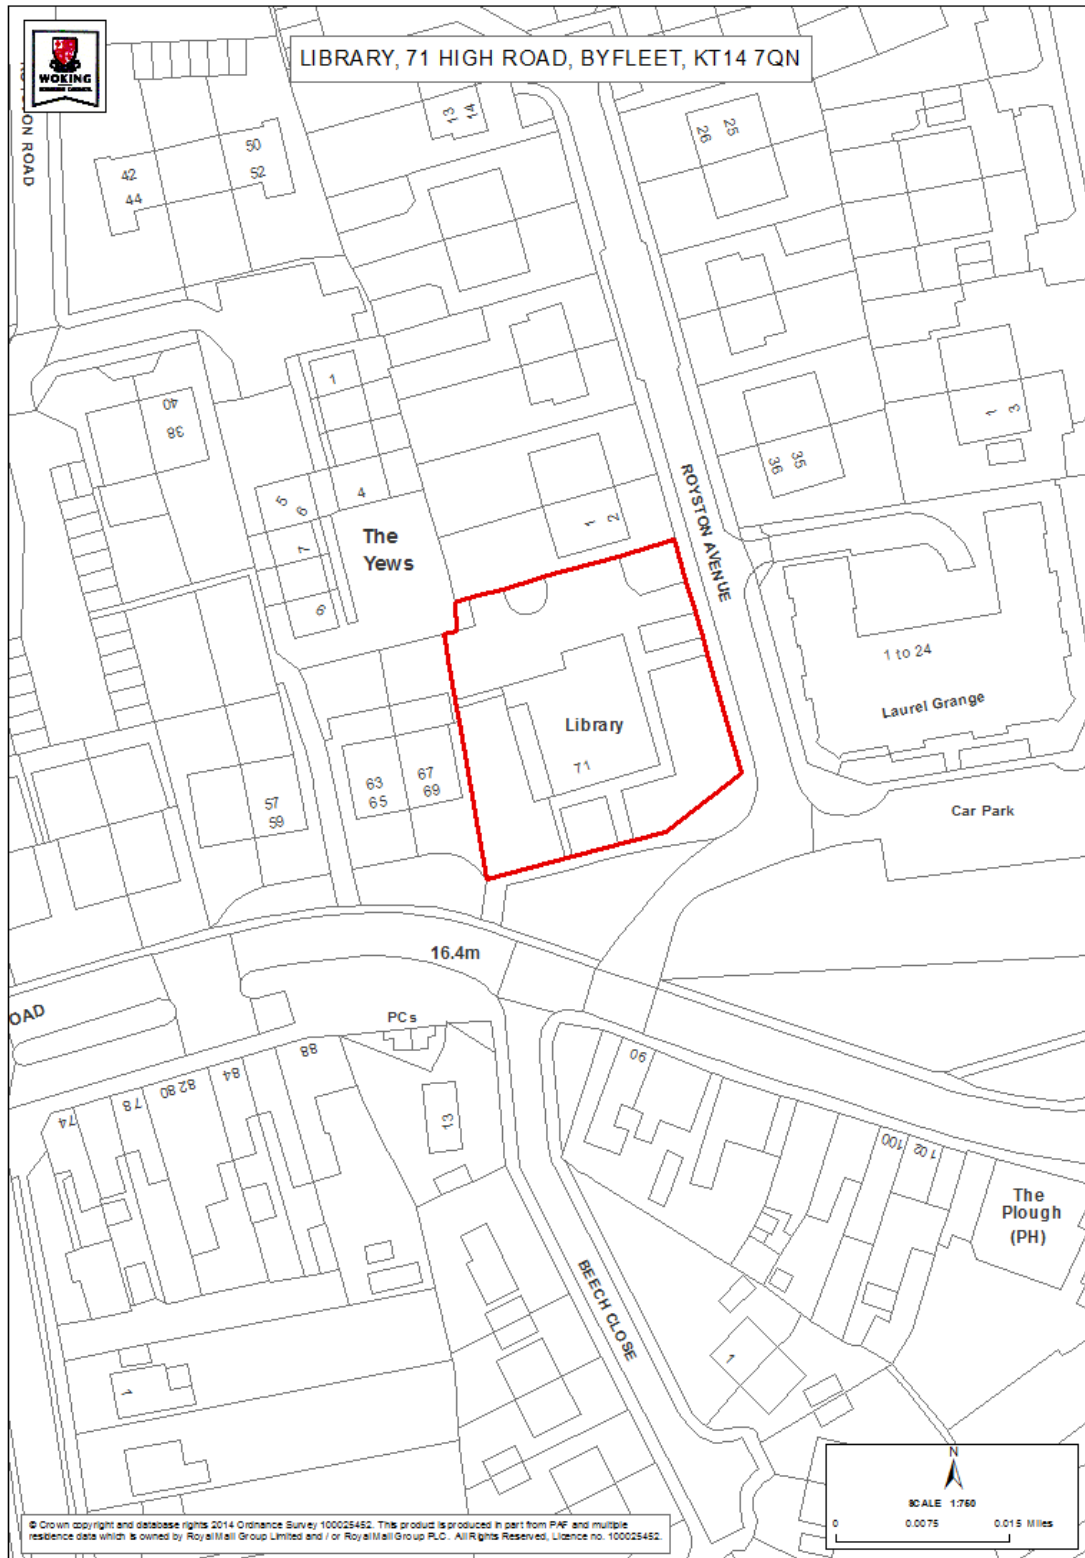 WOKING
BOROUGH COUNCIL
LIBRARY, 71 HIGH ROAD, BYFLEET, KT14 7QN
ON ROAD
13
14
26
25
50
52
42
44
1
40
38
5
6
4
7
9
The
Yews
1
2
36
35
1
3
ROYSTON AVENUE
1 to 24
Laurel Grange
Library
71
63
65
67
69
57
59
Car Park
16.4m
OAD
PCs
88
84
82 80
78
74
13
90
100
102
The
Plough
(PH)
BEECH CLOSE
1
1
N
SCALE 1:750
0 0.0075 0.015 Miles
© Crown copyright and database rights 2014 Ordnance Survey 100025452. This product is produced in part from PAF and multiple
residence data which is owned by Royal Mail Group Limited and / or Royal Mail Group PLC. All Rights Reserved, Licence no. 100025452.